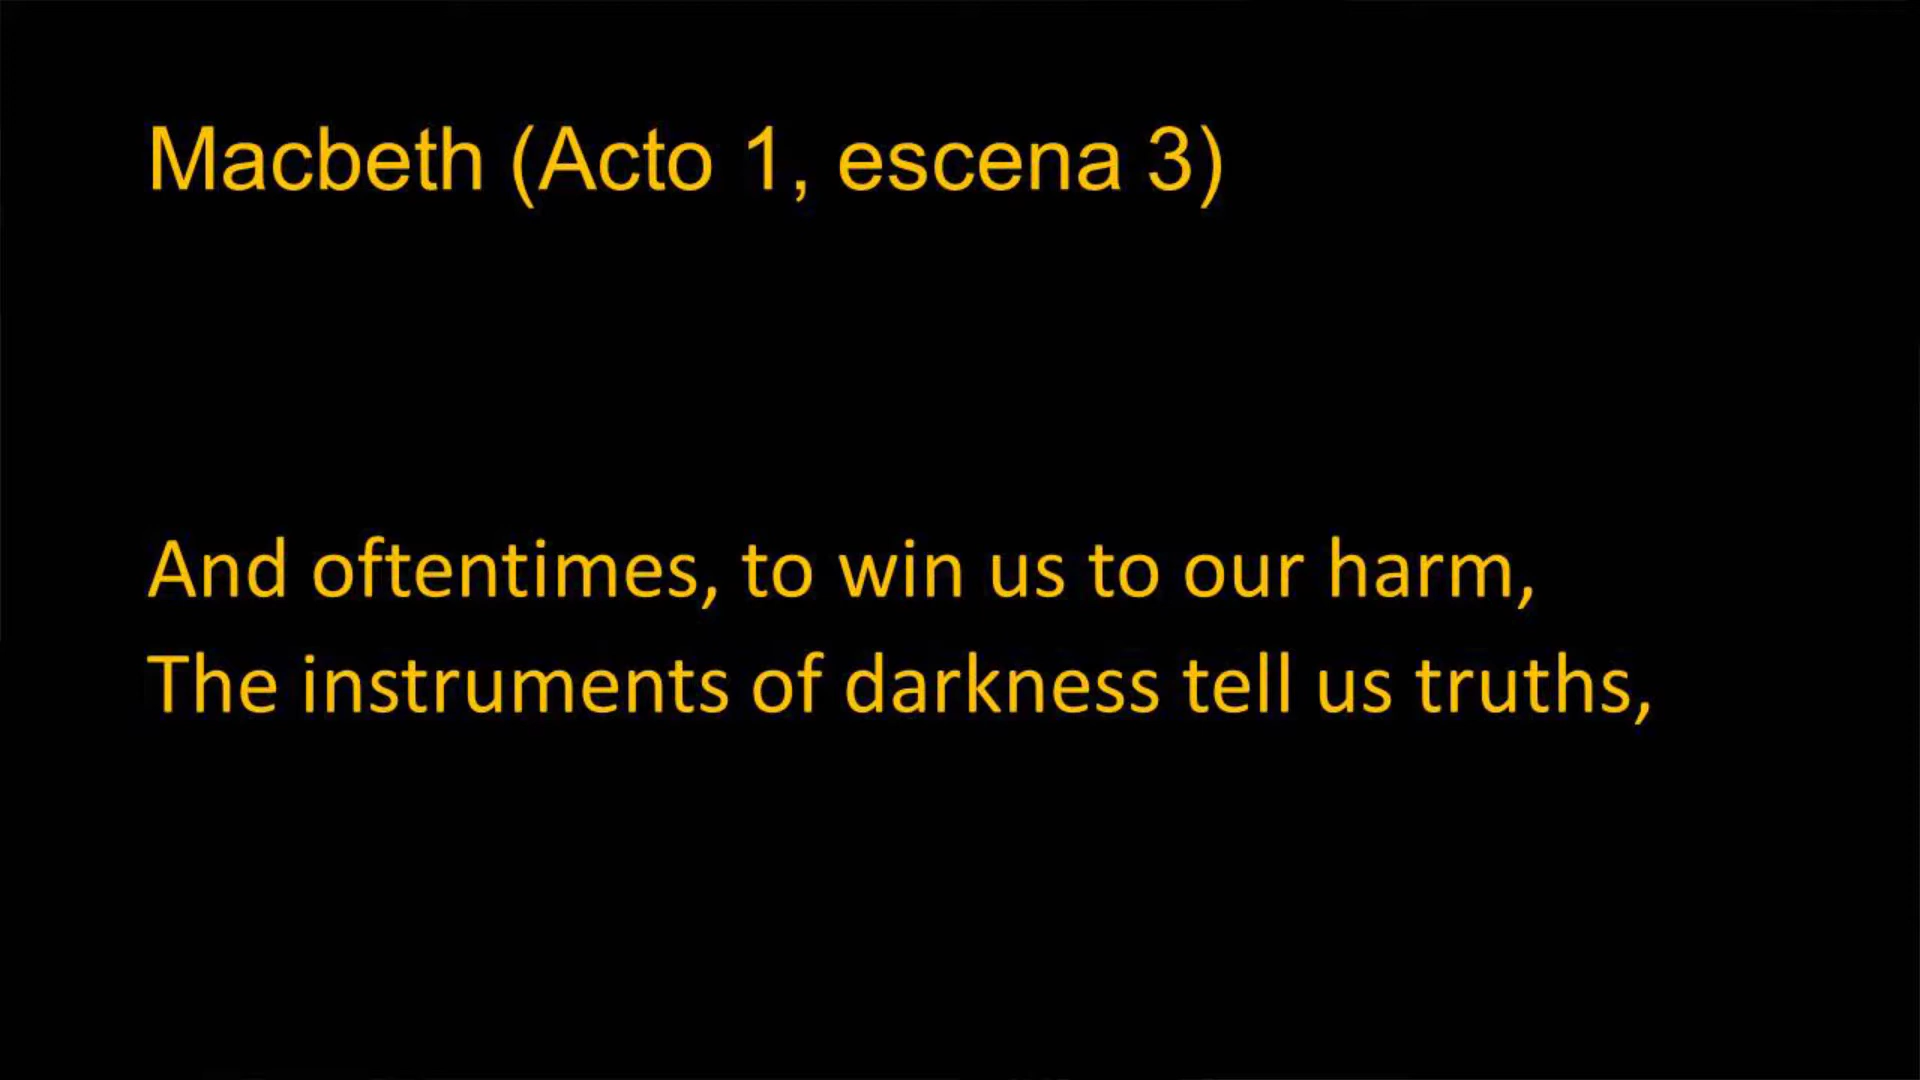 Macbeth (Acto 1, escena 3)
And oftentimes, to win us to our harm,
The instruments of darkness tell us truths,